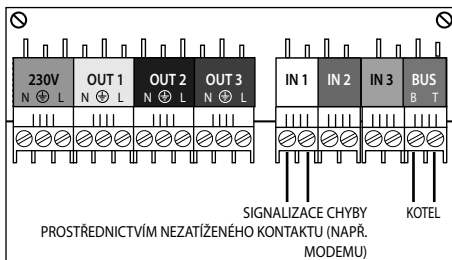 230V OUT 1 OUT 2 OUT 3 IN 1 IN 2 IN 3 BUS
N L N L N L N L B T
SIGNALIZACE CHYBY KOTEL
PROSTŘEDNICTVÍM NEZATÍŽENÉHO KONTAKTU (NAPŘ.
MODEMU)